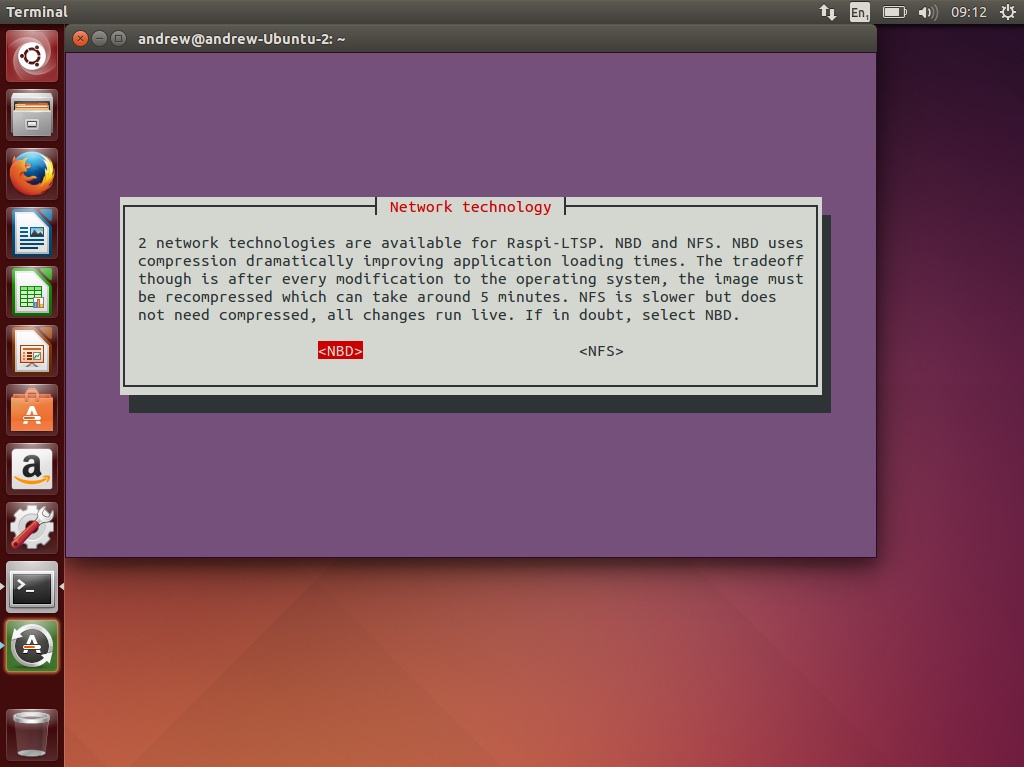 Terminal
En1
09:12
andrew@andrew-Ubuntu-2: ~
Network technology
2 network technologies are available for Raspi-LTSP. NBD and NFS. NBD uses
compression dramatically improving application loading times. The tradeoff
though is after every modification to the operating system, the image must
be recompressed which can take around 5 minutes. NFS is slower but does
not need compressed, all changes run live. If in doubt, select NBD.
<NBD> <NFS>